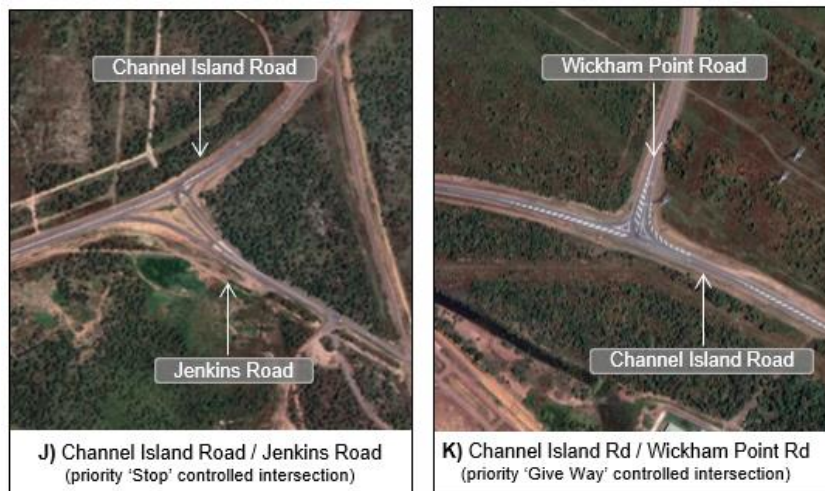 Channel Island Road
Jenkins Road
J) Channel Island Road / Jenkins Road
(priority ‘Stop’ controlled intersection)
Wickham Point Road
Channel Island Road
K) Channel Island Rd / Wickham Point Rd
(priority ‘Give Way’ controlled intersection)